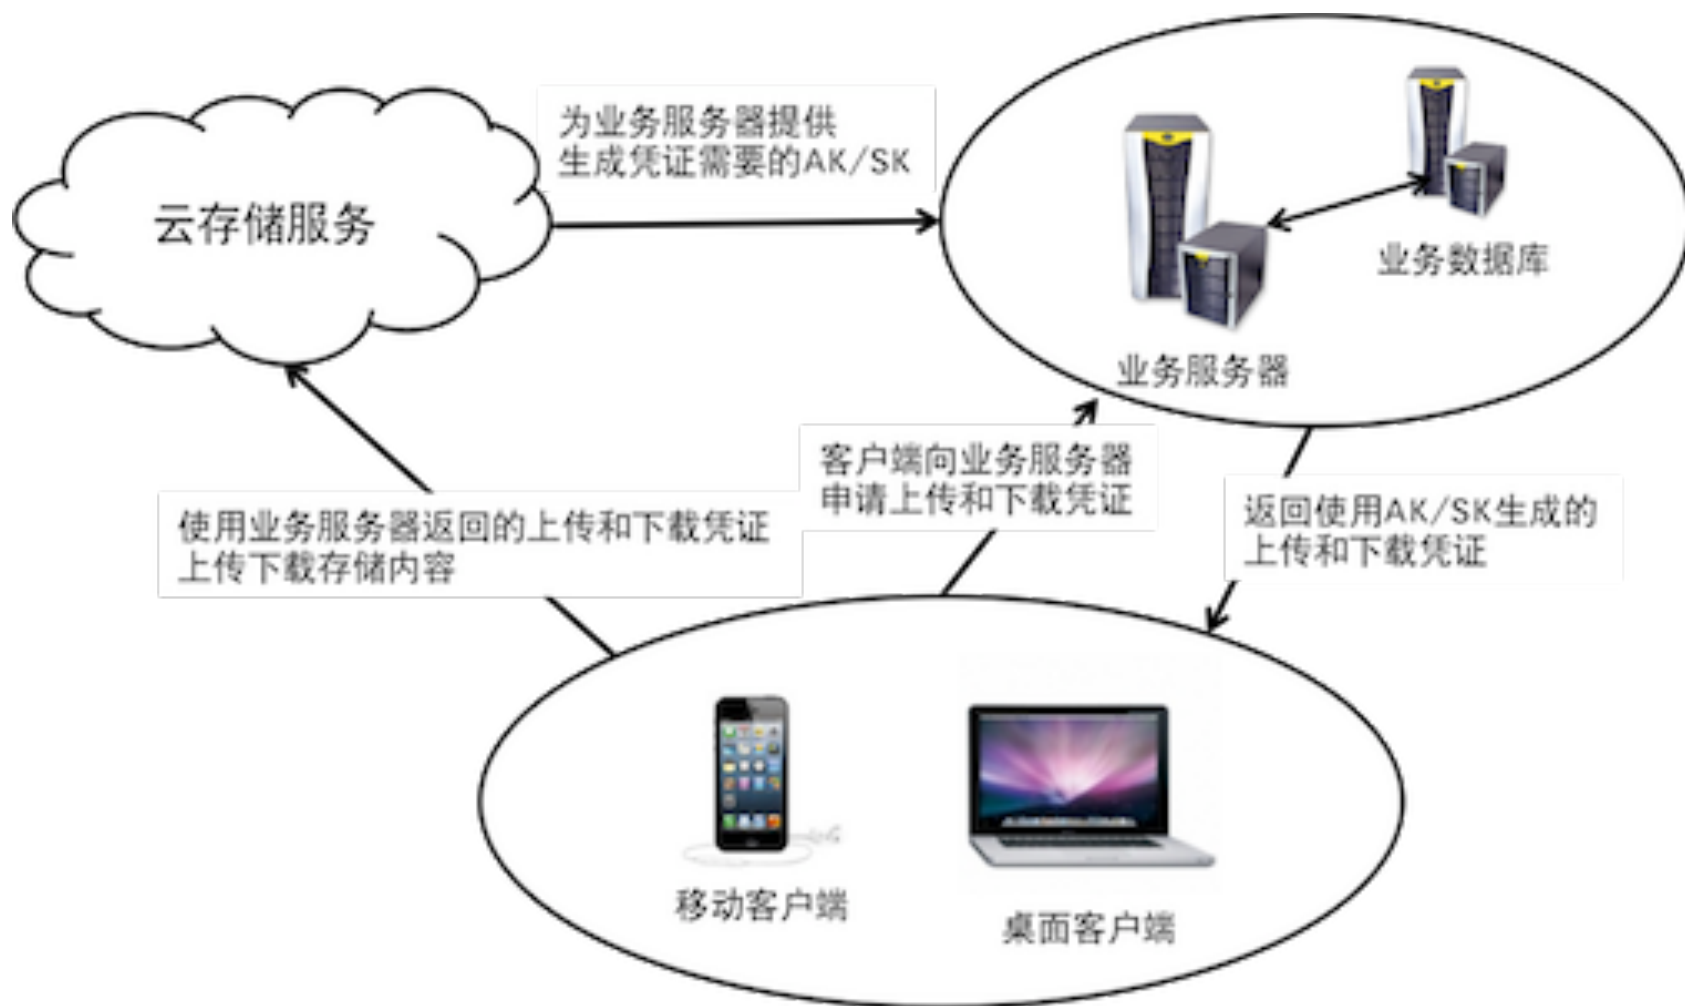 为业务服务器提供
生成凭证需要的AK/SK
云存储服务
业务数据库
业务服务器
客户端向业务服务器
申请上传和下载凭证
返回使用AK/SK生成的
上传和下载凭证
使用业务服务器返回的上传和下载凭证
上传下载存储内容
移动客户端
桌面客户端